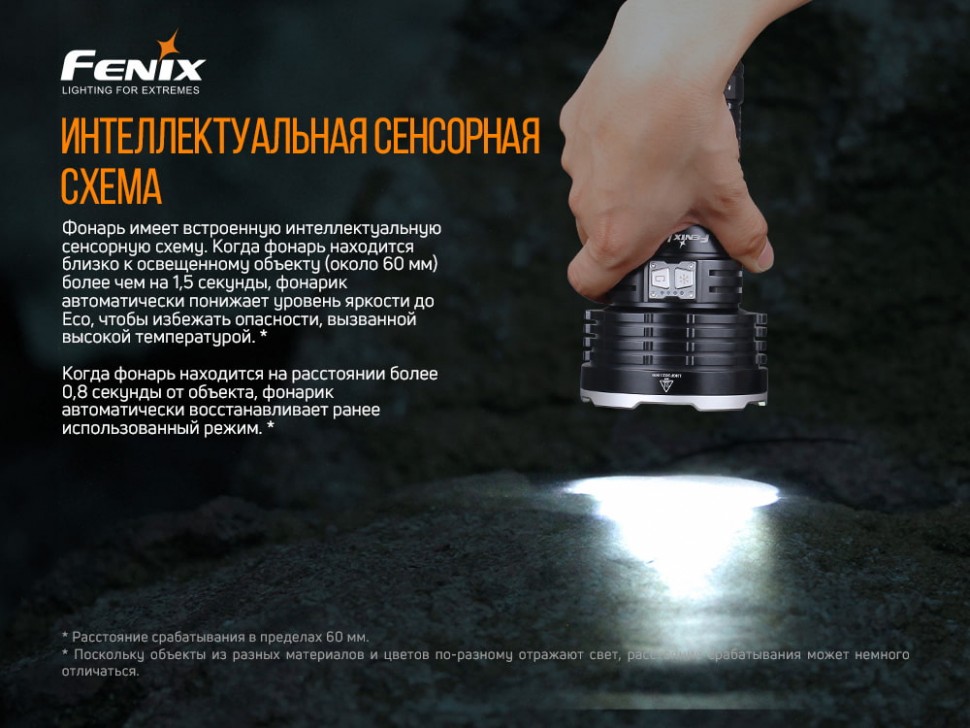 FENIX
LIGHTING FOR EXTREMES
ИНТЕЛЛЕКТУАЛЬНАЯ СЕНСОРНАЯ
СХЕМА
Фонарь имеет встроенную интеллектуальную
сенсорную схему. Когда фонарь находится
близко к освещенному объекту (около 60 мм)
более чем на 1,5 секунды, фонарик
автоматически понижает уровень яркости до
Eco, чтобы избежать опасности, вызванной
высокой температурой. *
Когда фонарь находится на расстоянии более
0,8 секунды от объекта, фонарик
автоматически восстанавливает ранее
использованный режим. *
Fenix
* Расстояние срабатывания в пределах 60 мм.
* Поскольку объекты из разных материалов и цветов по-разному отражают свет, срабатывания может немного
отличаться.